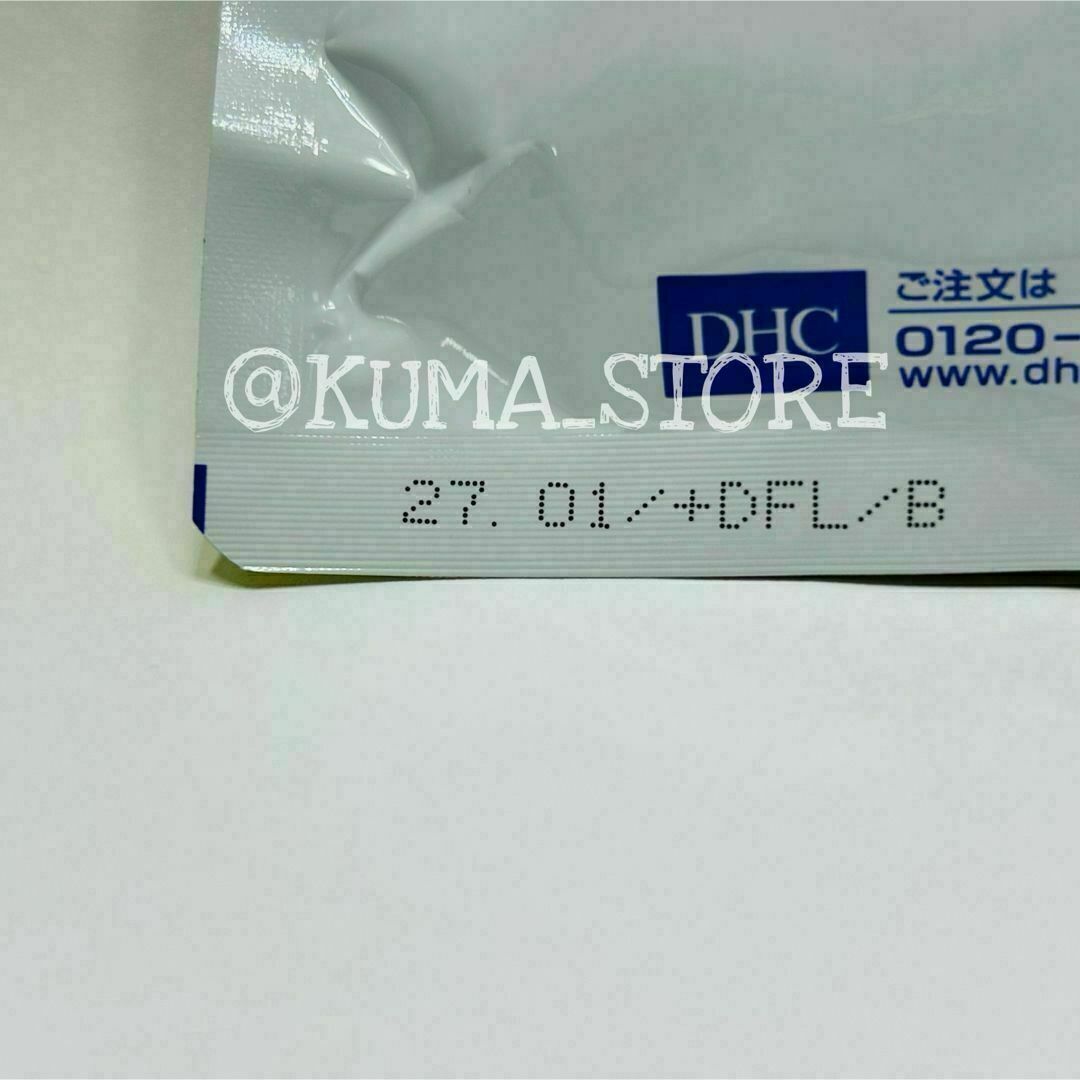 DHC
ご注文は
0120-
www.dh
@KUMA_STORE
27. 01/+DFL/B